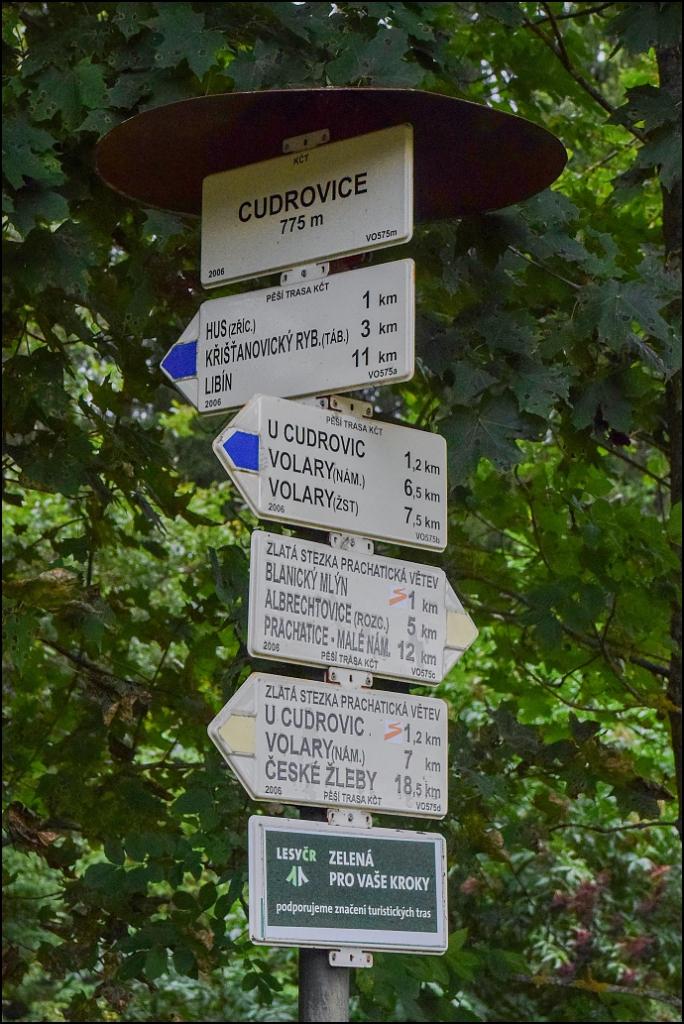 KČT
CUDROVICE
775 m
2006 VO575m
PĚŠÍ TRASA KČT
HUS (ZŘÍC.) 1 km
KŘIŠŤANOVICKÝ RYB. (TÁB.) 3 km
LIBÍN 11 km
2006 VO575a
PĚŠÍ TRASA KČT
U CUDROVIC 1,2 km
VOLARY (NÁM.) 6,5 km
VOLARY (ŽST) 7,5 km
2006 VO575b
ZLATÁ STEZKA PRACHATICKÁ VĚTEV
BLANICKÝ MLÝN 1 km
ALBRECHTOVICE (ROZC.) 5 km
PRACHATICE - MALÉ NÁM. 12 km
2006 PĚŠÍ TRASA KČT VO575c
ZLATÁ STEZKA PRACHATICKÁ VĚTEV
U CUDROVIC 1,2 km
VOLARY (NÁM.) 7 km
ČESKÉ ŽLEBY 18,5 km
2006 PĚŠÍ TRASA KČT VO575d
LESYČR ZELENÁ
PRO VAŠE KROKY
podporujeme značení turistických tras